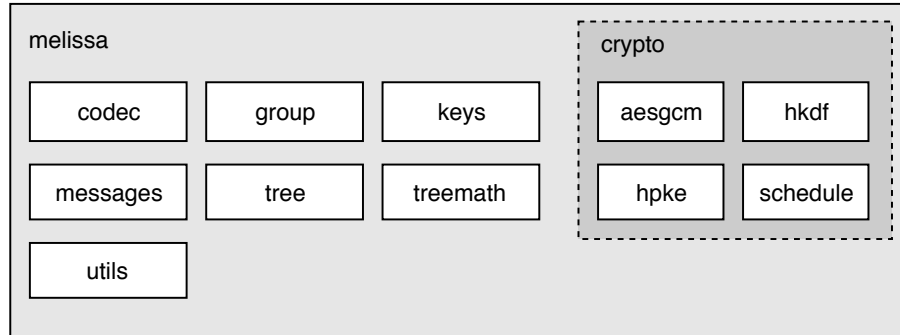 melissa
codec
group
keys
messages
tree
treemath
utils
crypto
aesgcm
hkdf
hpke
schedule